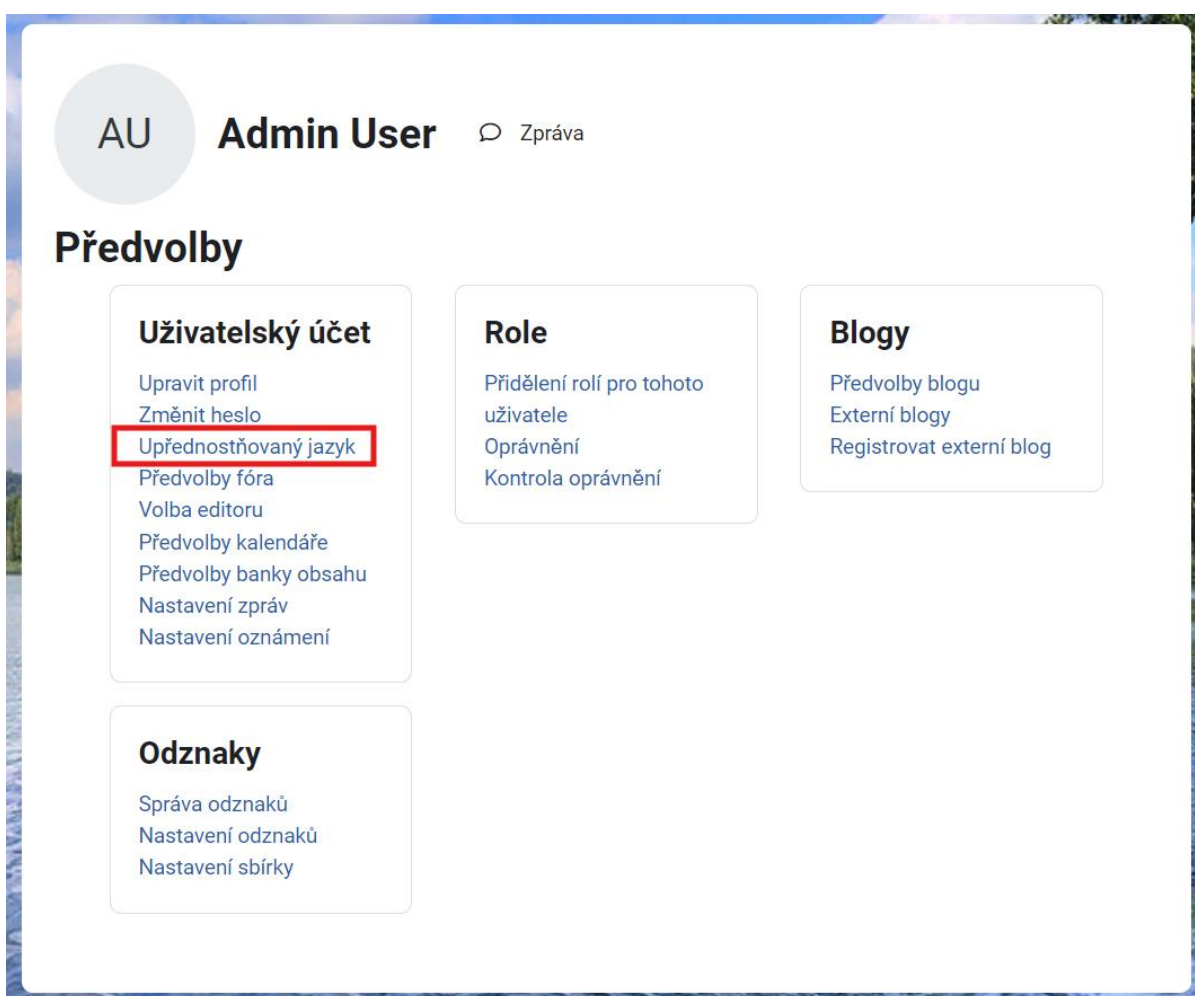 AU
Admin User
Zpráva
Předvolby
Uživatelský účet
Upravit profil
Změnit heslo
Upřednostňovaný jazyk
Předvolby fóra
Volba editoru
Předvolby kalendáře
Předvolby banky obsahu
Nastavení zpráv
Nastavení oznámení
Role
Přidělení rolí pro tohoto
uživatele
Oprávnění
Kontrola oprávnění
Blogy
Předvolby blogu
Externí blogy
Registrovat externí blog
Odznaky
Správa odznaků
Nastavení odznaků
Nastavení sbírky